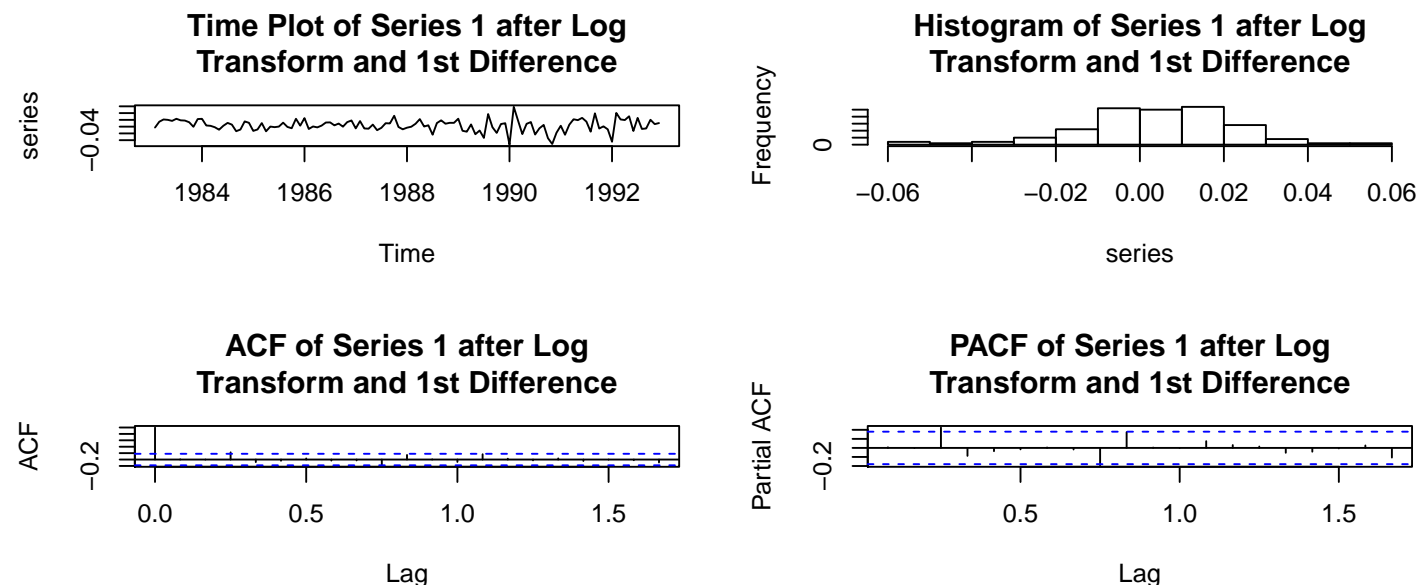 Time Plot of Series 1 after Log
Transform and 1st Difference
series
−0.04
1984 1986 1988 1990 1992
Time
Histogram of Series 1 after Log
Transform and 1st Difference
Frequency
0
−0.06 −0.02 0.00 0.02 0.04 0.06
series
ACF of Series 1 after Log
Transform and 1st Difference
ACF
−0.2
0.0 0.5 1.0 1.5
Lag
PACF of Series 1 after Log
Transform and 1st Difference
Partial ACF
−0.2
0.5 1.0 1.5
Lag